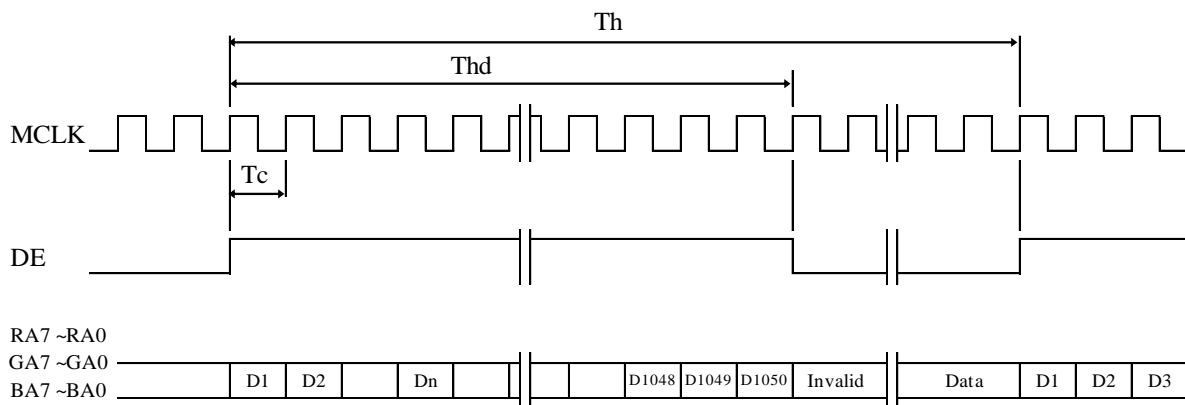 Th
Thd
MCLK
Tc
DE
RA7 ~RA0
GA7 ~GA0
BA7 ~BA0
D1 D2 Dn D1048 D1049 D1050 Invalid Data D1 D2 D3